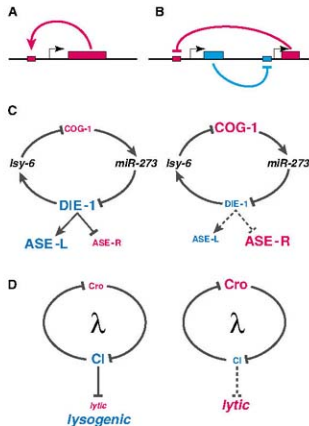 A
B
C
COG-1
COG-1
lsy-6
miR-273
lsy-6
miR-273
DIE-1
DIE-1
ASE-L
ASE-R
ASE-L
ASE-R
D
Cro
Cro
λ
λ
CI
CI
lytic
lysogenic
lytic